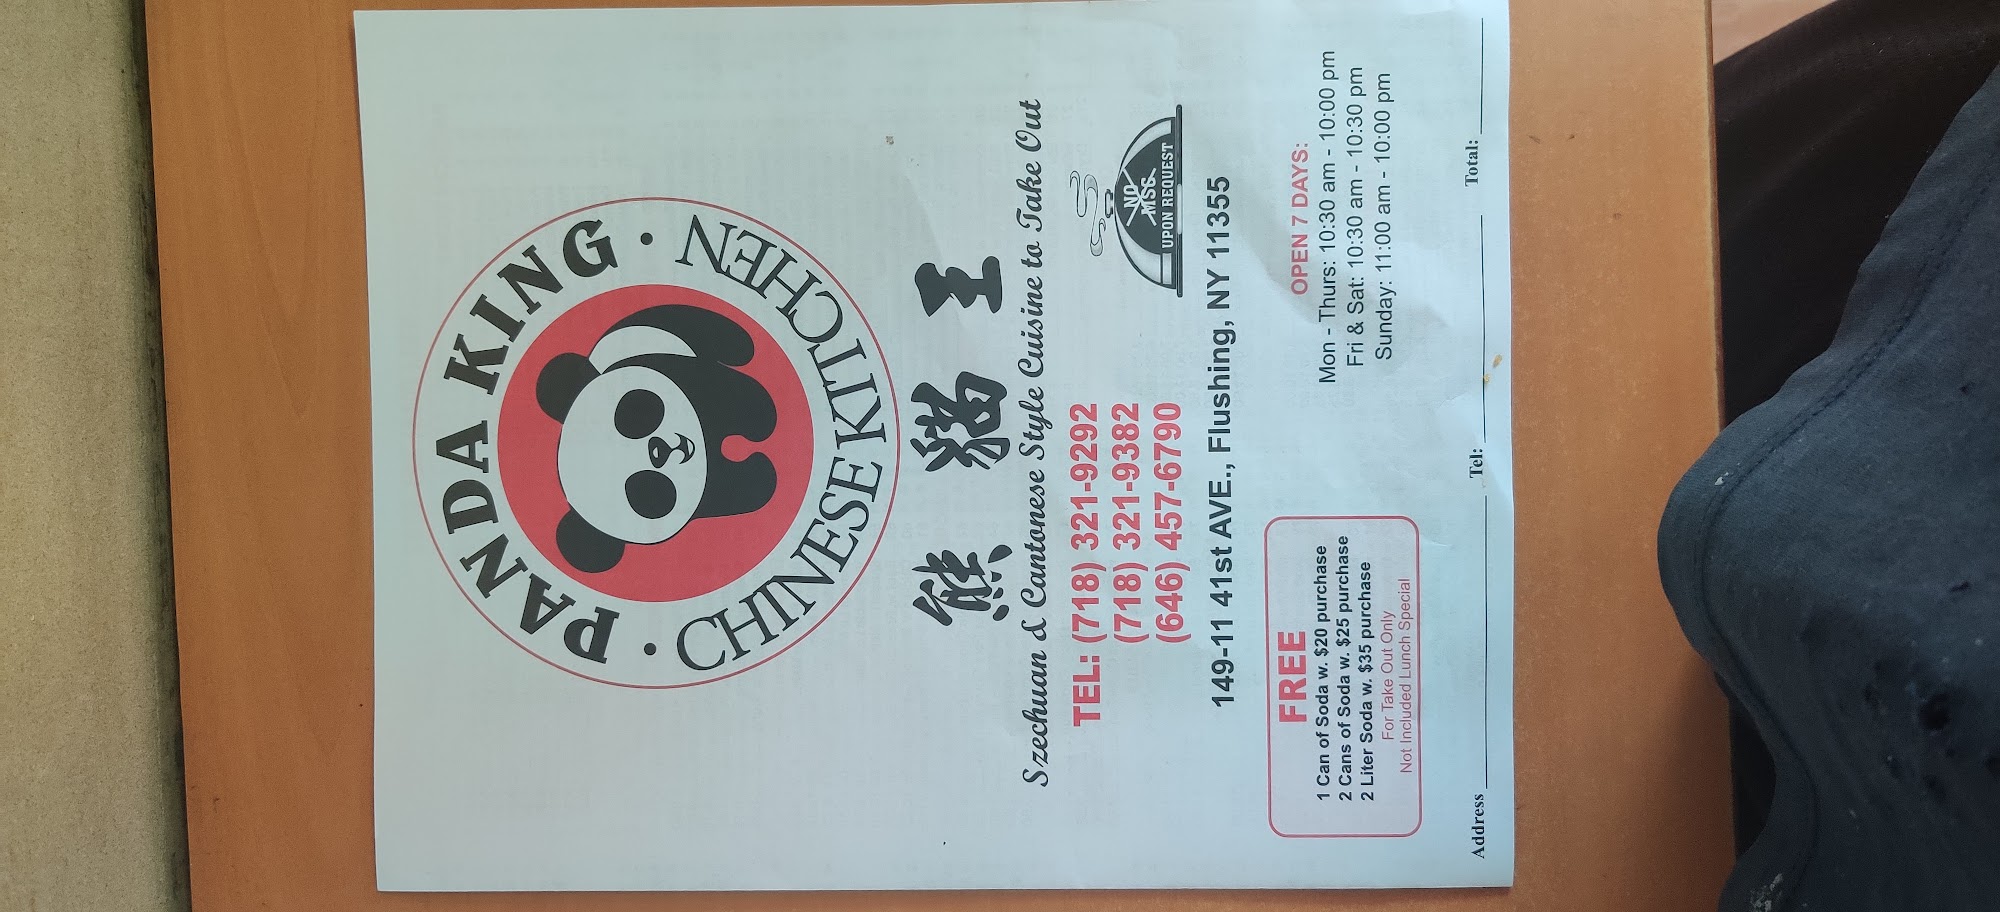 PANDA KING
CHINESE KITCHEN
熊 猫 王
Szechuan & Cantonese Style Cuisine to Take Out
TEL: (718) 321-9292
(718) 321-9382
(646) 457-6790
NO
MSG
UPON REQUEST
149-11 41st AVE., Flushing, NY 11355
FREE
1 Can of Soda w. $20 purchase
2 Cans of Soda w. $25 purchase
2 Liter Soda w. $35 purchase
For Take Out Only
Not Included Lunch Special
OPEN 7 DAYS:
Mon - Thurs: 10:30 am - 10:00 pm
Fri & Sat: 10:30 am - 10:30 pm
Sunday: 11:00 am - 10:00 pm
Address Tel: Total: